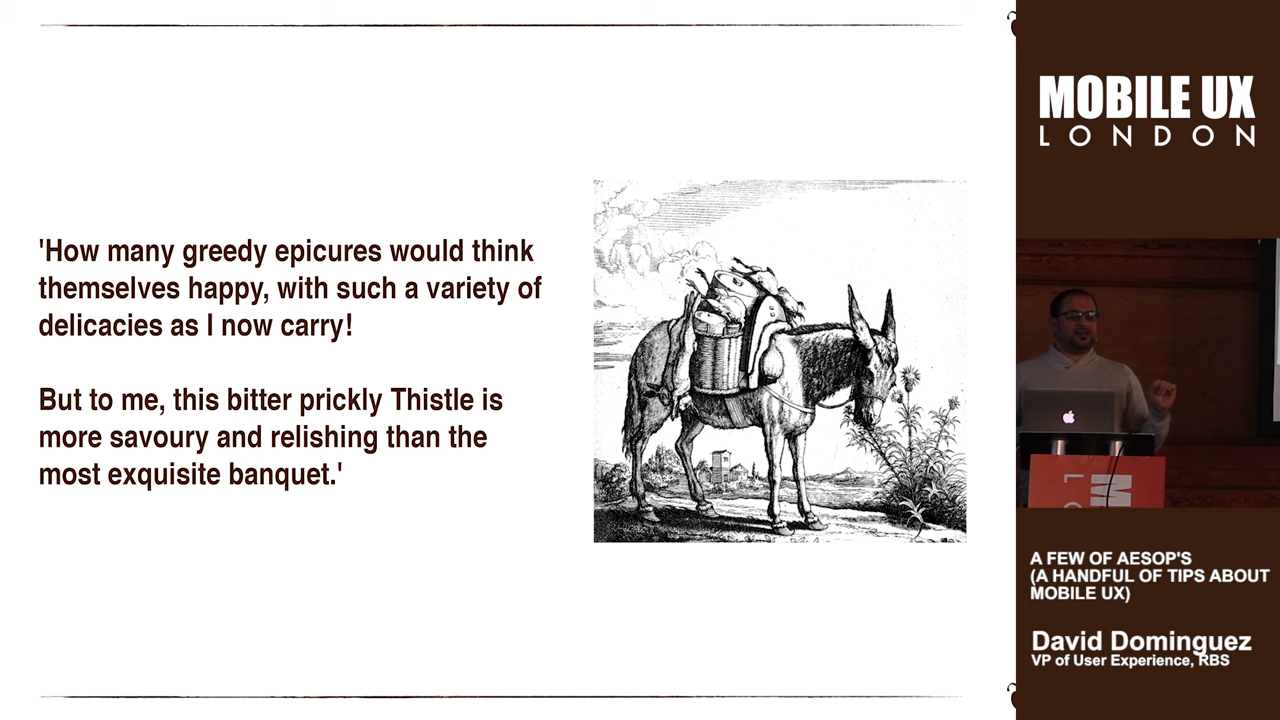 'How many greedy epicures would think
themselves happy, with such a variety of
delicacies as I now carry!
But to me, this bitter prickly Thistle is
more savoury and relishing than the
most exquisite banquet.'
MOBILE UX
LONDON
M
L O
A FEW OF AESOP'S
(A HANDFUL OF TIPS ABOUT
MOBILE UX)
David Dominguez
VP of User Experience, RBS